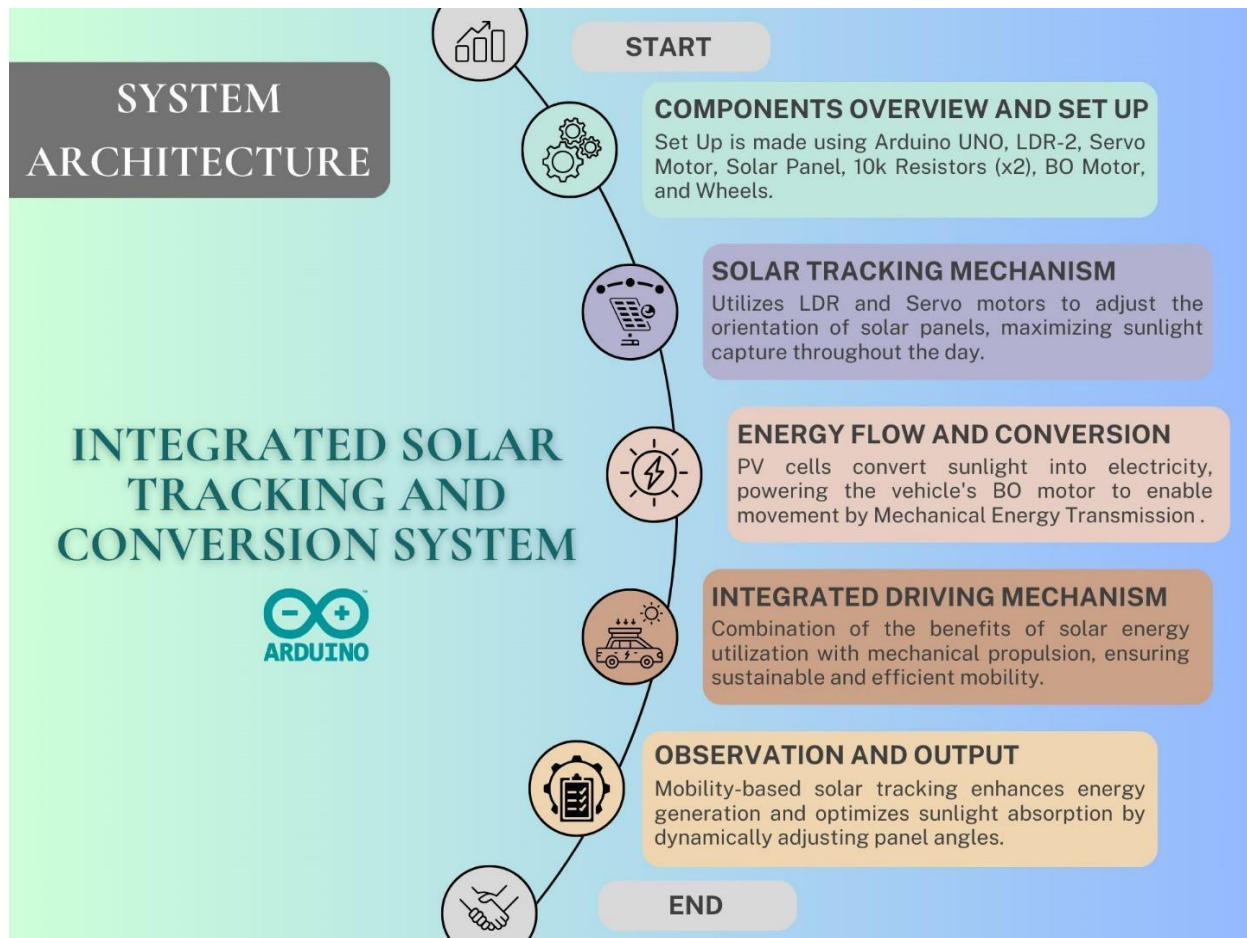 SYSTEM
ARCHITECTURE
START
COMPONENTS OVERVIEW AND SET UP
Set Up is made using Arduino UNO, LDR-2, Servo
Motor, Solar Panel, 10k Resistors (x2), BO Motor,
and Wheels.
SOLAR TRACKING MECHANISM
Utilizes LDR and Servo motors to adjust the
orientation of solar panels, maximizing sunlight
capture throughout the day.
INTEGRATED SOLAR
TRACKING AND
CONVERSION SYSTEM
ARDUINO
ENERGY FLOW AND CONVERSION
PV cells convert sunlight into electricity,
powering the vehicle's BO motor to enable
movement by Mechanical Energy Transmission .
INTEGRATED DRIVING MECHANISM
Combination of the benefits of solar energy
utilization with mechanical propulsion, ensuring
sustainable and efficient mobility.
OBSERVATION AND OUTPUT
Mobility-based solar tracking enhances energy
generation and optimizes sunlight absorption by
dynamically adjusting panel angles.
END